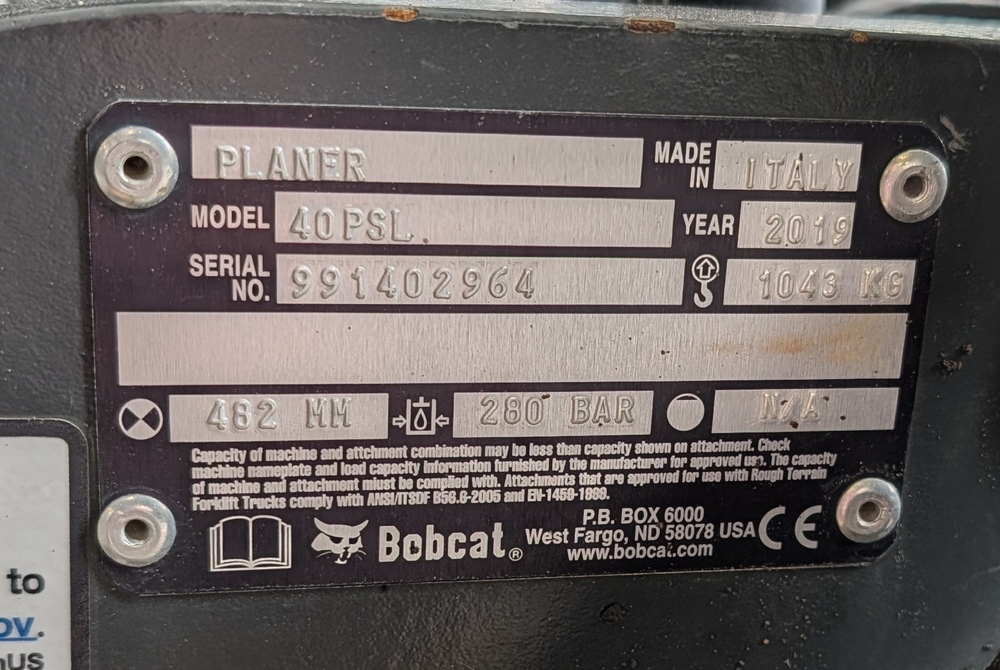 PLANER
MADE IN
ITALY
MODEL
40PSL.
YEAR
2019
SERIAL NO.
991402964
1043 KG
482 MM
280 BAR
N/A
Capacity of machine and attchment combination may be less than capacity shown on attachment. Check
machine nameplate and load capacity information furnished by the manufacturer for approved use. The capacity
of machine and attachment must be complied with. Attachments that are approved for use with Rough Terrain
Forklift Trucks comply with ANSI/ITSDF B56.6-2005 and EN-1459-1999.
Bobcat®
P.B. BOX 6000
West Fargo, ND 58078 USA
www.bobcat.com
CE
to
ov.
us